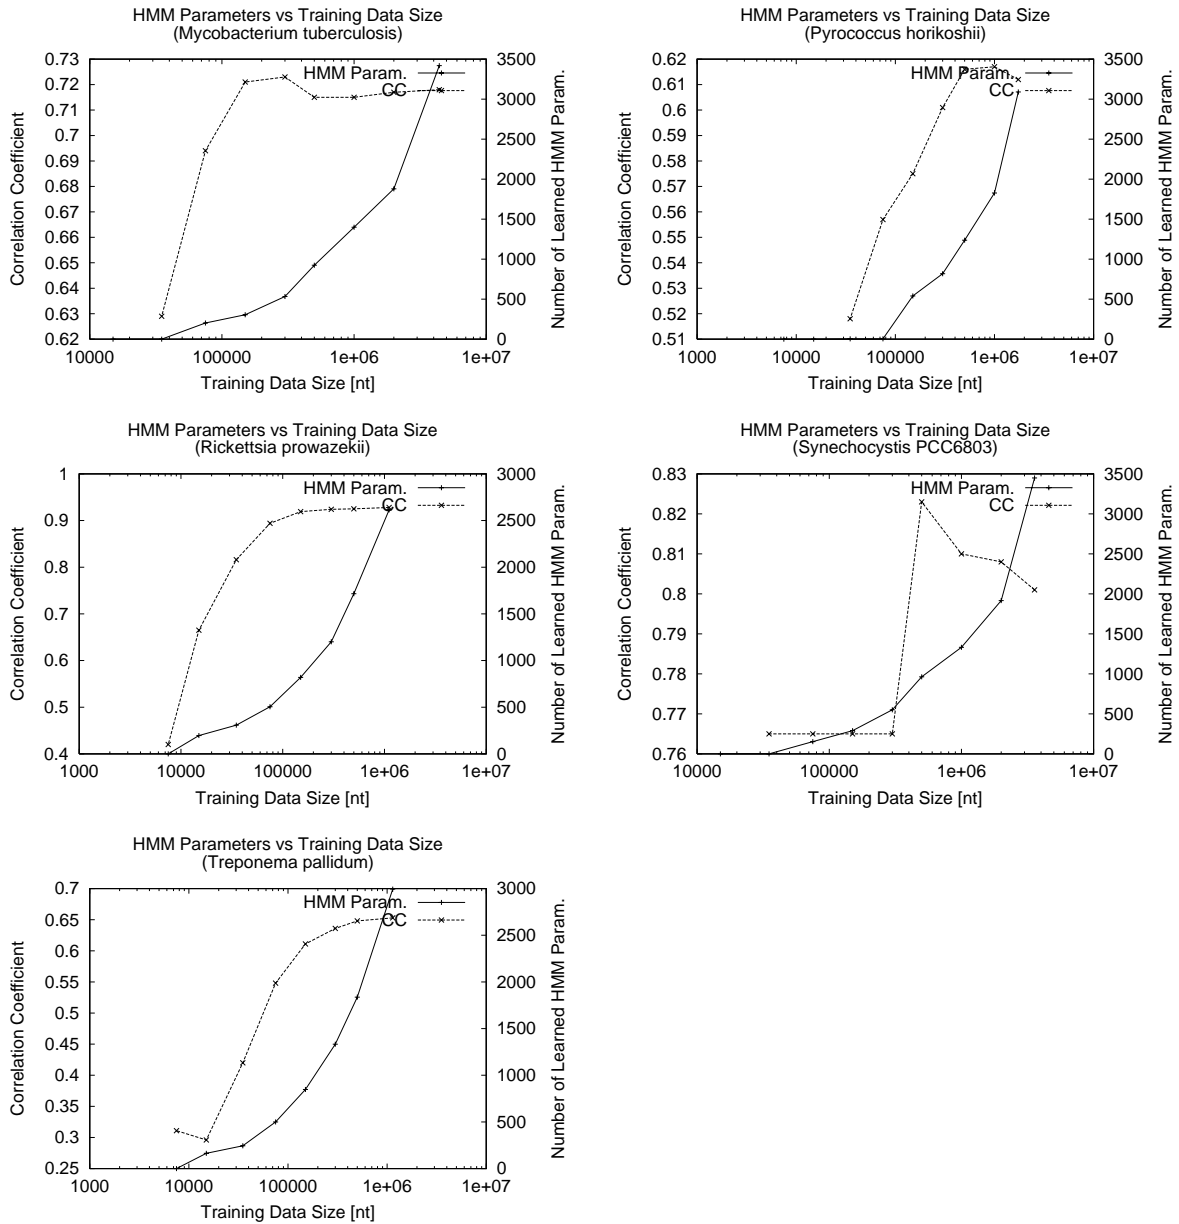 HMM Parameters vs Training Data Size
(Mycobacterium tuberculosis)
0.73
0.72
0.71
0.7
0.69
0.68
0.67
0.66
0.65
0.64
0.63
0.62
Correlation Coefficient
3500
3000
2500
2000
1500
1000
500
0
Number of Learned HMM Param.
HMM Param.
CC
10000 100000 1e+06 1e+07
Training Data Size [nt]
HMM Parameters vs Training Data Size
(Pyrococcus horikoshii)
0.62
0.61
0.6
0.59
0.58
0.57
0.56
0.55
0.54
0.53
0.52
0.51
Correlation Coefficient
3500
3000
2500
2000
1500
1000
500
0
Number of Learned HMM Param.
HMM Param.
CC
1000 10000 100000 1e+06 1e+07
Training Data Size [nt]
HMM Parameters vs Training Data Size
(Rickettsia prowazekii)
1
0.9
0.8
0.7
0.6
0.5
0.4
Correlation Coefficient
3000
2500
2000
1500
1000
500
0
Number of Learned HMM Param.
HMM Param.
CC
1000 10000 100000 1e+06 1e+07
Training Data Size [nt]
HMM Parameters vs Training Data Size
(Synechocystis PCC6803)
0.83
0.82
0.81
0.8
0.79
0.78
0.77
0.76
Correlation Coefficient
3500
3000
2500
2000
1500
1000
500
0
Number of Learned HMM Param.
HMM Param.
CC
10000 100000 1e+06 1e+07
Training Data Size [nt]
HMM Parameters vs Training Data Size
(Treponema pallidum)
0.7
0.65
0.6
0.55
0.5
0.45
0.4
0.35
0.3
0.25
Correlation Coefficient
3000
2500
2000
1500
1000
500
0
Number of Learned HMM Param.
HMM Param.
CC
1000 10000 100000 1e+06 1e+07
Training Data Size [nt]